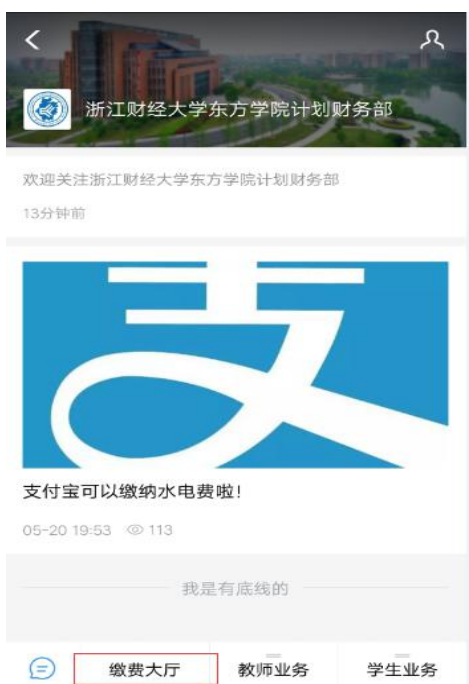 浙江财经大学东方学院计划财务部
欢迎关注浙江财经大学东方学院计划财务部
13分钟前
支
支付宝可以缴纳水电费啦！
05-20 19:53 113
我是有底线的
缴费大厅 教师业务 学生业务